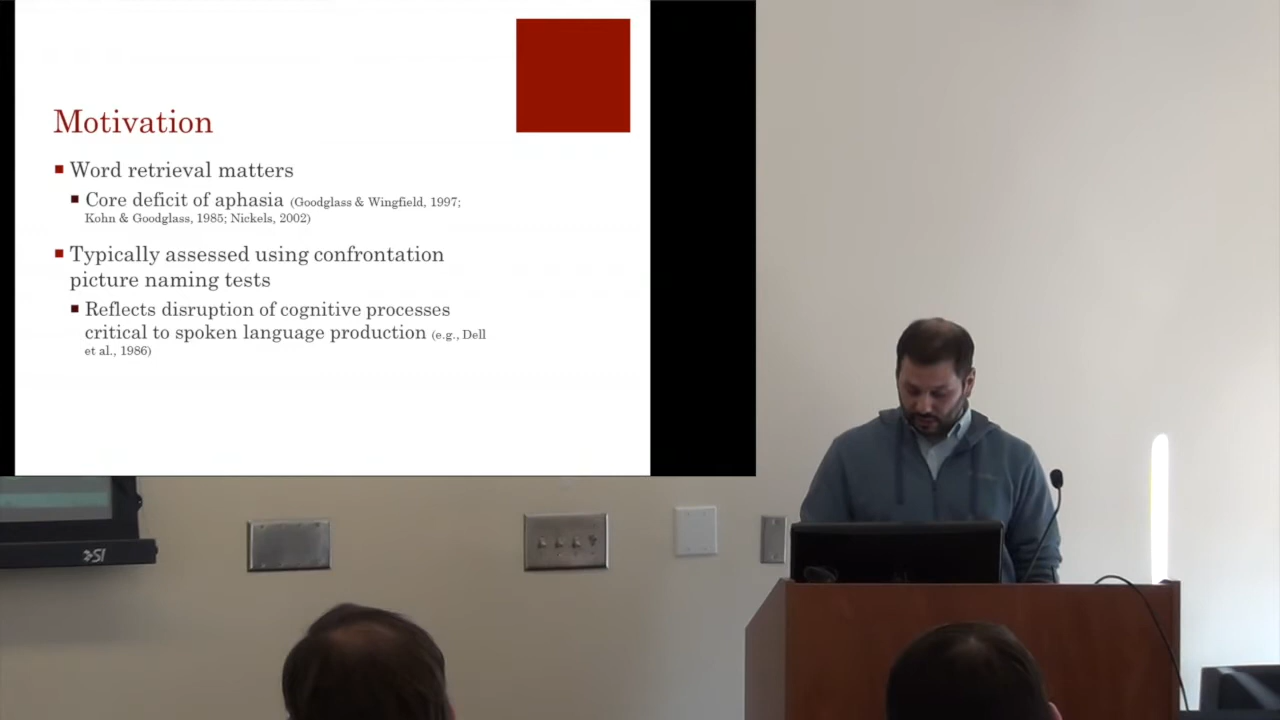 Motivation
Word retrieval matters
Core deficit of aphasia (Goodglass & Wingfield, 1997;
Kohn & Goodglass, 1985; Nickels, 2002)
Typically assessed using confrontation
picture naming tests
Reflects disruption of cognitive processes
critical to spoken language production (e.g., Dell
et al., 1986)
SI